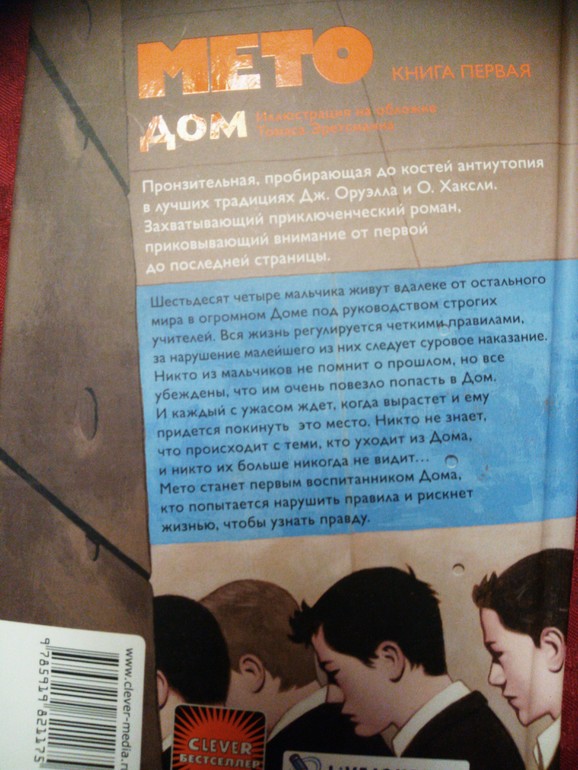 МЕТО
КНИГА ПЕРВАЯ
ДОМ
Иллюстрация на обложке
Томаса
Пронзительная, пробирающая до костей антиутопия
в лучших традициях Дж. Оруэлла и О. Хаксли.
Захватывающий приключенческий роман,
приковывающий внимание от первой
до последней страницы.
Шестьдесят четыре мальчика живут вдалеке от остального
мира в огромном Доме под руководством строгих
учителей. Вся жизнь регулируется четкими правилами,
за нарушение малейшего из них следует суровое наказание.
Никто из мальчиков не помнит о прошлом, но все
убеждены, что им очень повезло попасть в Дом.
И каждый с ужасом ждет, когда вырастет и ему
придется покинуть это место. Никто не знает,
что происходит с теми, кто уходит из Дома,
и никто их больше никогда не видит...
Мето станет первым воспитанником Дома,
кто попытается нарушить правила и рискнет
жизнью, чтобы узнать правду.
www.clever-media.r
9785919821175
CLEVER
БЕСТСЕЛЛЕР